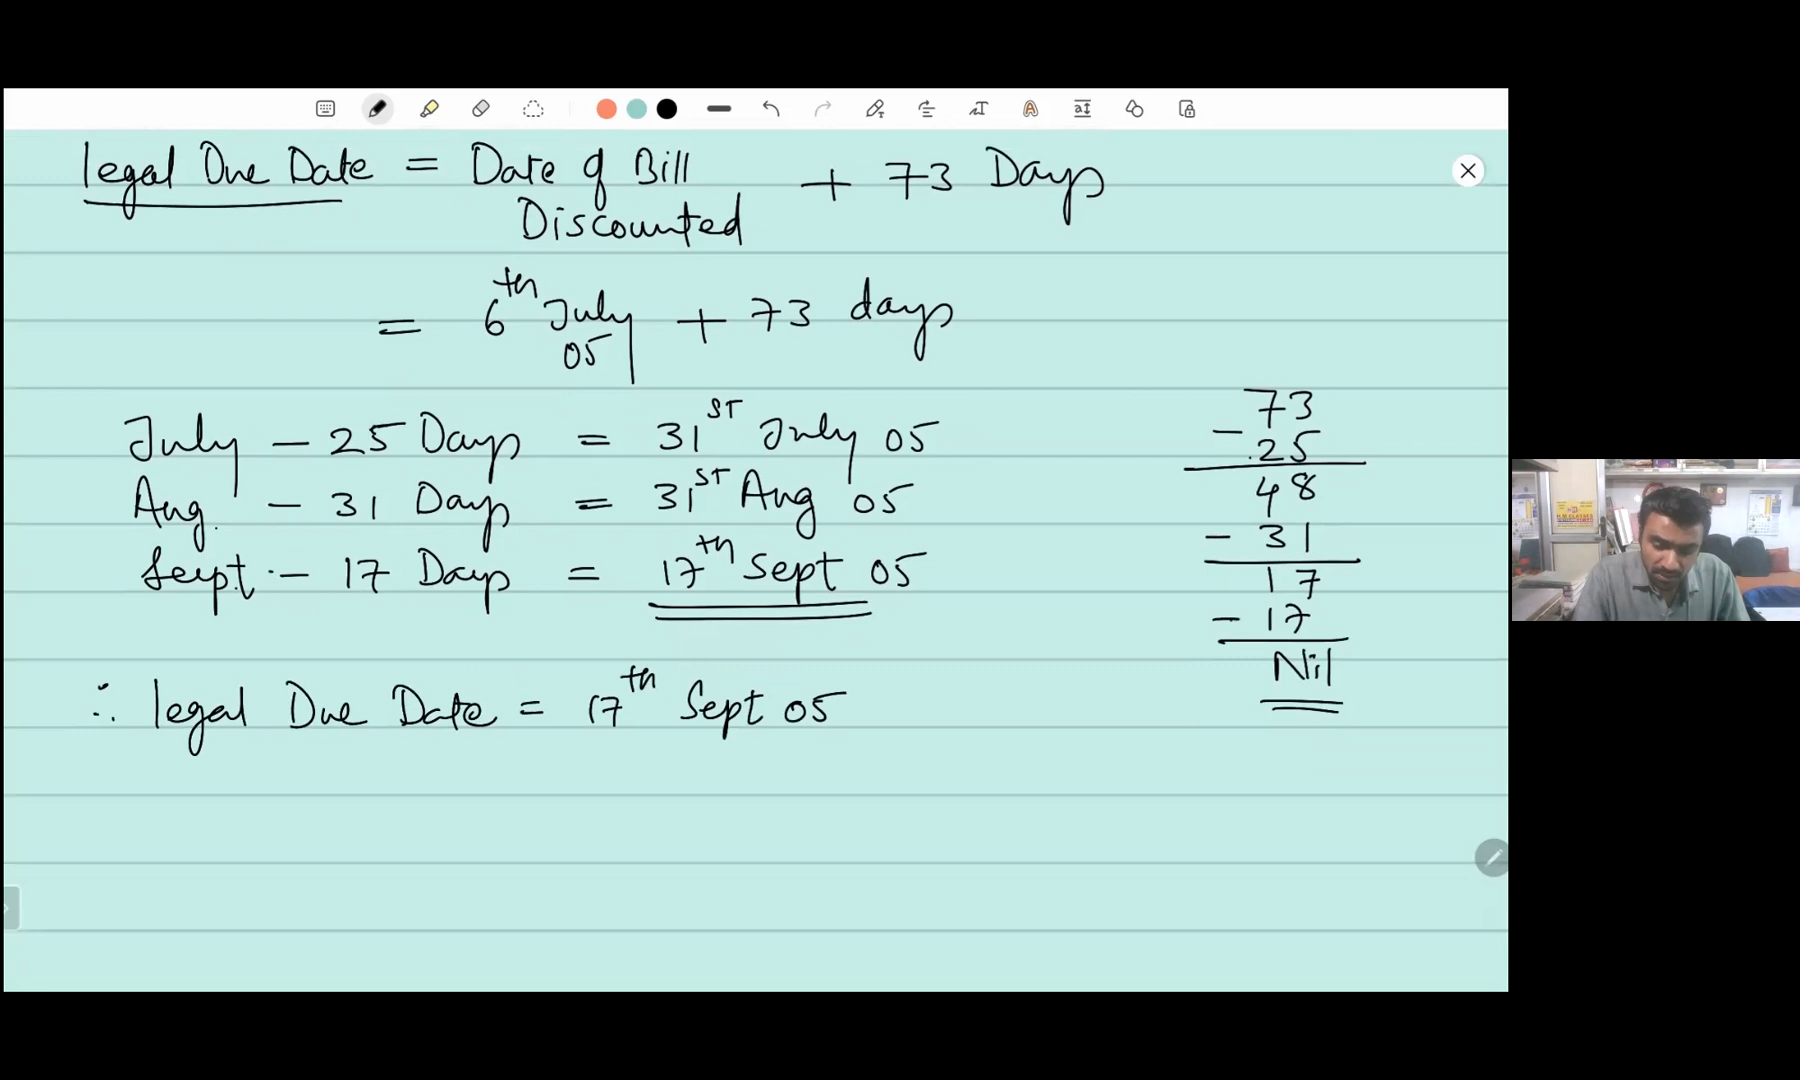 legal Due Date = Date of Bill + 73 Days
Discounted
= 6th July + 73 days
05
July - 25 Days = 31ST July 05
Aug. - 31 Days = 31ST Aug 05
Sept. - 17 Days = 17th Sept 05
∴ legal Due Date = 17th Sept 05
73
- 25
48
- 31
17
- 17
Nil